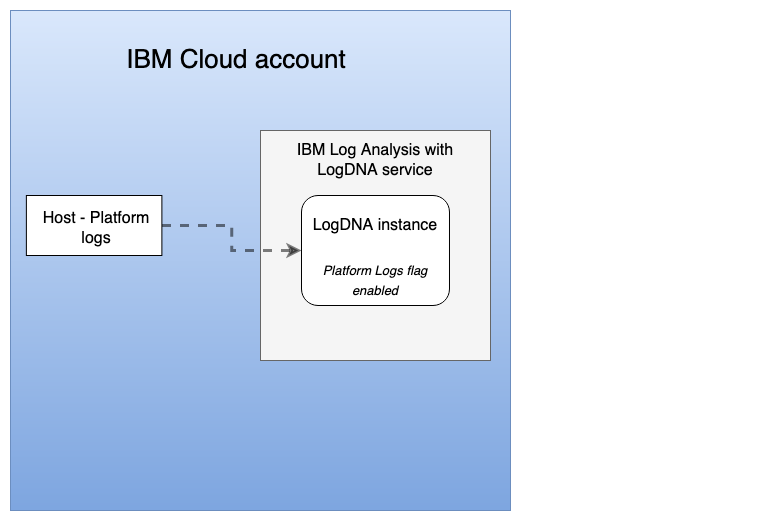 IBM Cloud account
IBM Log Analysis with
LogDNA service
Host - Platform
logs
LogDNA instance
Platform Logs flag
enabled